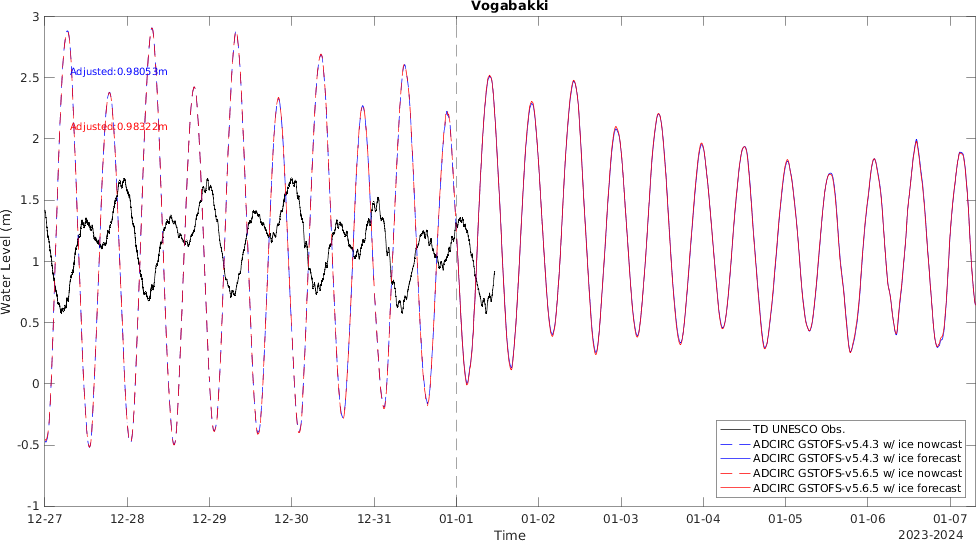 Vogabakki
3
2.5
2
1.5
1
0.5
0
-0.5
-1
Water Level (m)
Adjusted:0.98053m
Adjusted:0.98322m
TD UNESCO Obs.
ADCIRC GSTOFS-v5.4.3 w/ ice nowcast
ADCIRC GSTOFS-v5.4.3 w/ ice forecast
ADCIRC GSTOFS-v5.6.5 w/ ice nowcast
ADCIRC GSTOFS-v5.6.5 w/ ice forecast
12-27 12-28 12-29 12-30 12-31 01-01 01-02 01-03 01-04 01-05 01-06 01-07
Time
2023-2024